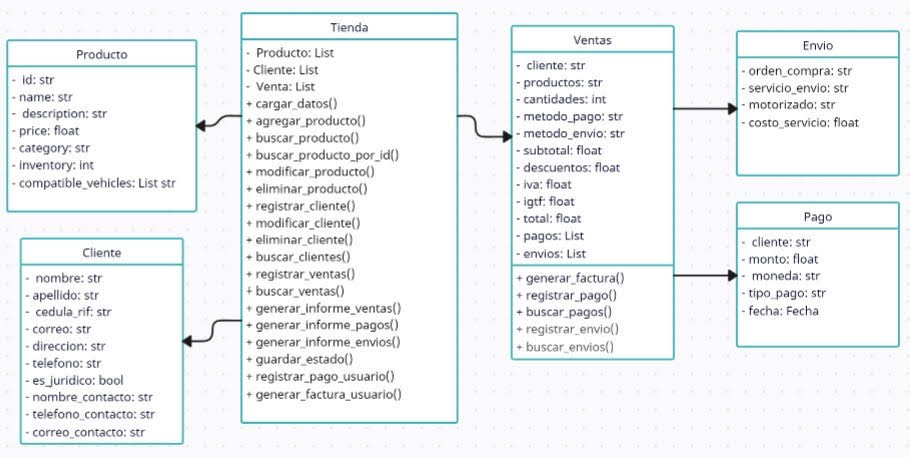 Producto
- id: str
- name: str
- description: str
- price: float
- category: str
- inventory: int
- compatible_vehicles: List str
Cliente
- nombre: str
- apellido: str
- cedula_rif: str
- correo: str
- direccion: str
- telefono: str
- es_juridico: bool
- nombre_contacto: str
- telefono_contacto: str
- correo_contacto: str
Tienda
- Producto: List
- Cliente: List
- Venta: List
+ cargar_datos()
+ agregar_producto()
+ buscar_producto()
+ buscar_producto_por_id()
+ modificar_producto()
+ eliminar_producto()
+ registrar_cliente()
+ modificar_cliente()
+ eliminar_cliente()
+ buscar_clientes()
+ registrar_ventas()
+ buscar_ventas()
+ generar_informe_ventas()
+ generar_informe_pagos()
+ generar_informe_envios()
+ guardar_estado()
+ registrar_pago_usuario()
+ generar_factura_usuario()
Ventas
- cliente: str
- productos: str
- cantidades: int
- metodo_pago: str
- metodo_envio: str
- subtotal: float
- descuentos: float
- iva: float
- igtf: float
- total: float
- pagos: List
- envios: List
+ generar_factura()
+ registrar_pago()
+ buscar_pagos()
+ registrar_envio()
+ buscar_envios()
Envio
- orden_compra: str
- servicio_envio: str
- motorizado: str
- costo_servicio: float
Pago
- cliente: str
- monto: float
- moneda: str
- tipo_pago: str
- fecha: Fecha